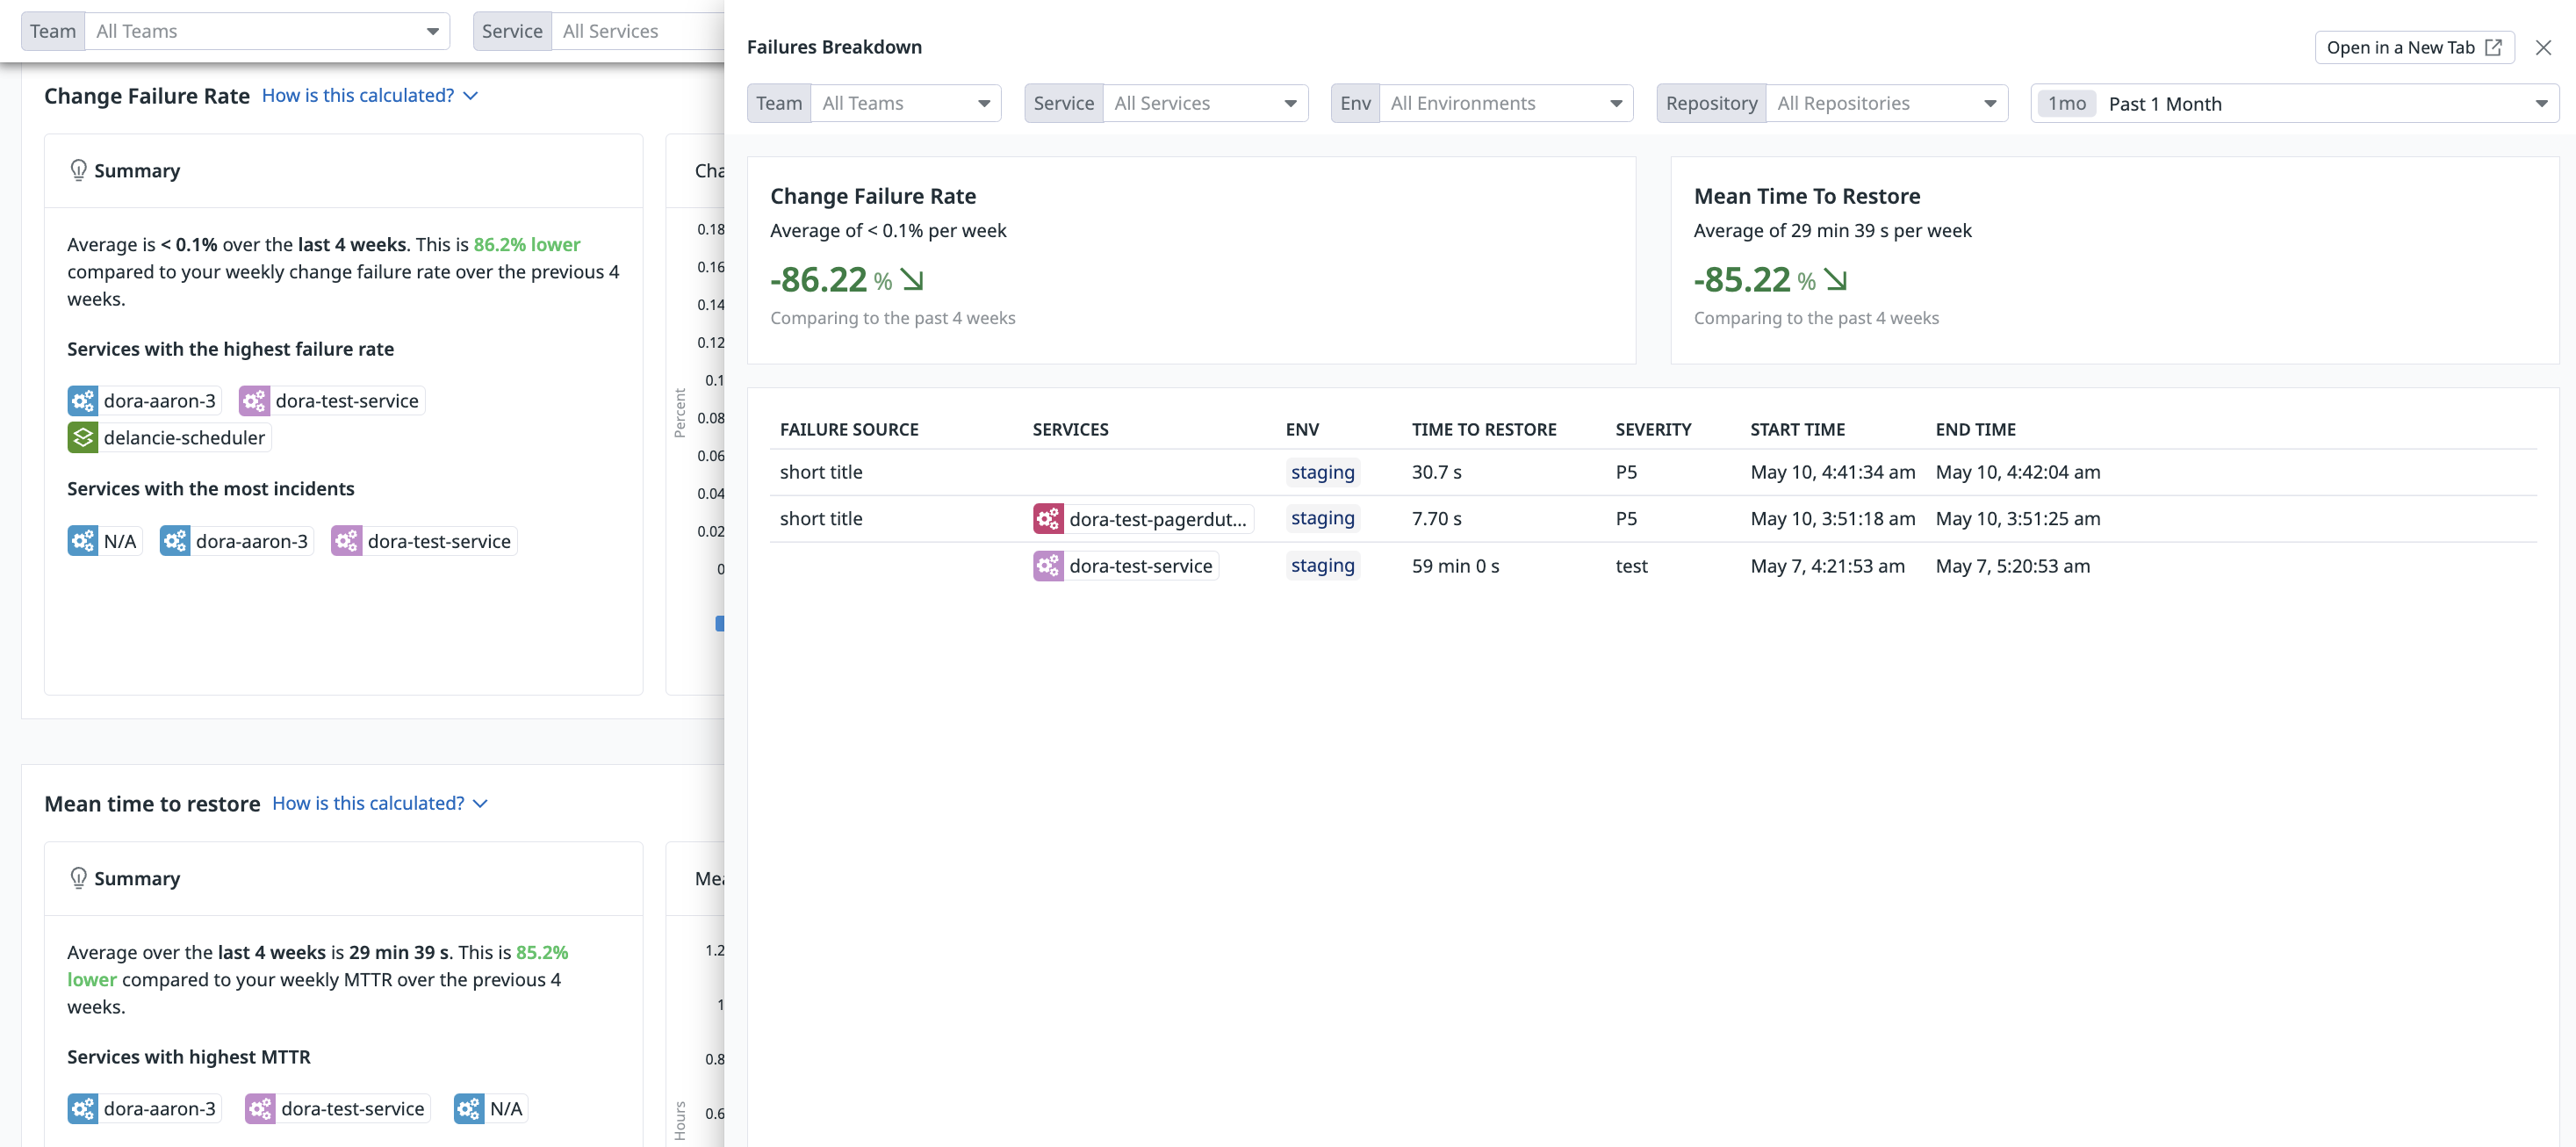 Team All Teams
Service All Services
Change Failure Rate How is this calculated?
Summary
Average is < 0.1% over the last 4 weeks. This is 86.2% lower
compared to your weekly change failure rate over the previous 4
weeks.
Services with the highest failure rate
dora-aaron-3 dora-test-service
delancie-scheduler
Services with the most incidents
N/A dora-aaron-3 dora-test-service
Percent
0.18
0.16
0.14
0.12
0.1
0.08
0.06
0.04
0.02
0
Mean time to restore How is this calculated?
Summary
Average over the last 4 weeks is 29 min 39 s. This is 85.2%
lower compared to your weekly MTTR over the previous 4
weeks.
Services with highest MTTR
dora-aaron-3 dora-test-service N/A
Hours
1.2
1
0.8
0.6
Failures Breakdown
Open in a New Tab
Team All Teams Service All Services Env All Environments Repository All Repositories 1mo Past 1 Month
Change Failure Rate
Average of < 0.1% per week
-86.22 %
Comparing to the past 4 weeks
Mean Time To Restore
Average of 29 min 39 s per week
-85.22 %
Comparing to the past 4 weeks
FAILURE SOURCE SERVICES ENV TIME TO RESTORE SEVERITY START TIME END TIME
short title staging 30.7 s P5 May 10, 4:41:34 am May 10, 4:42:04 am
short title dora-test-pagerdut... staging 7.70 s P5 May 10, 3:51:18 am May 10, 3:51:25 am
dora-test-service staging 59 min 0 s test May 7, 4:21:53 am May 7, 5:20:53 am